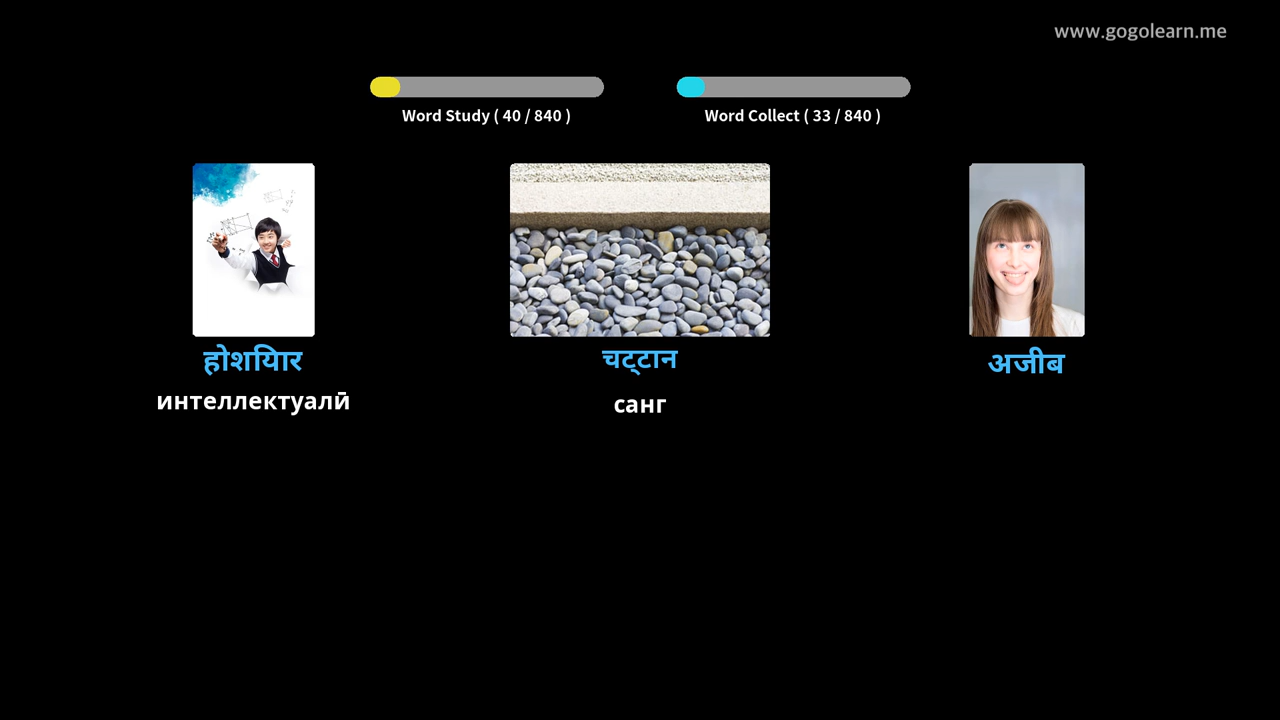 www.gogolearn.me
Word Study ( 40 / 840 )
Word Collect ( 33 / 840 )
होशियार
चट्टान
अजीब
интеллектуалӣ
санг